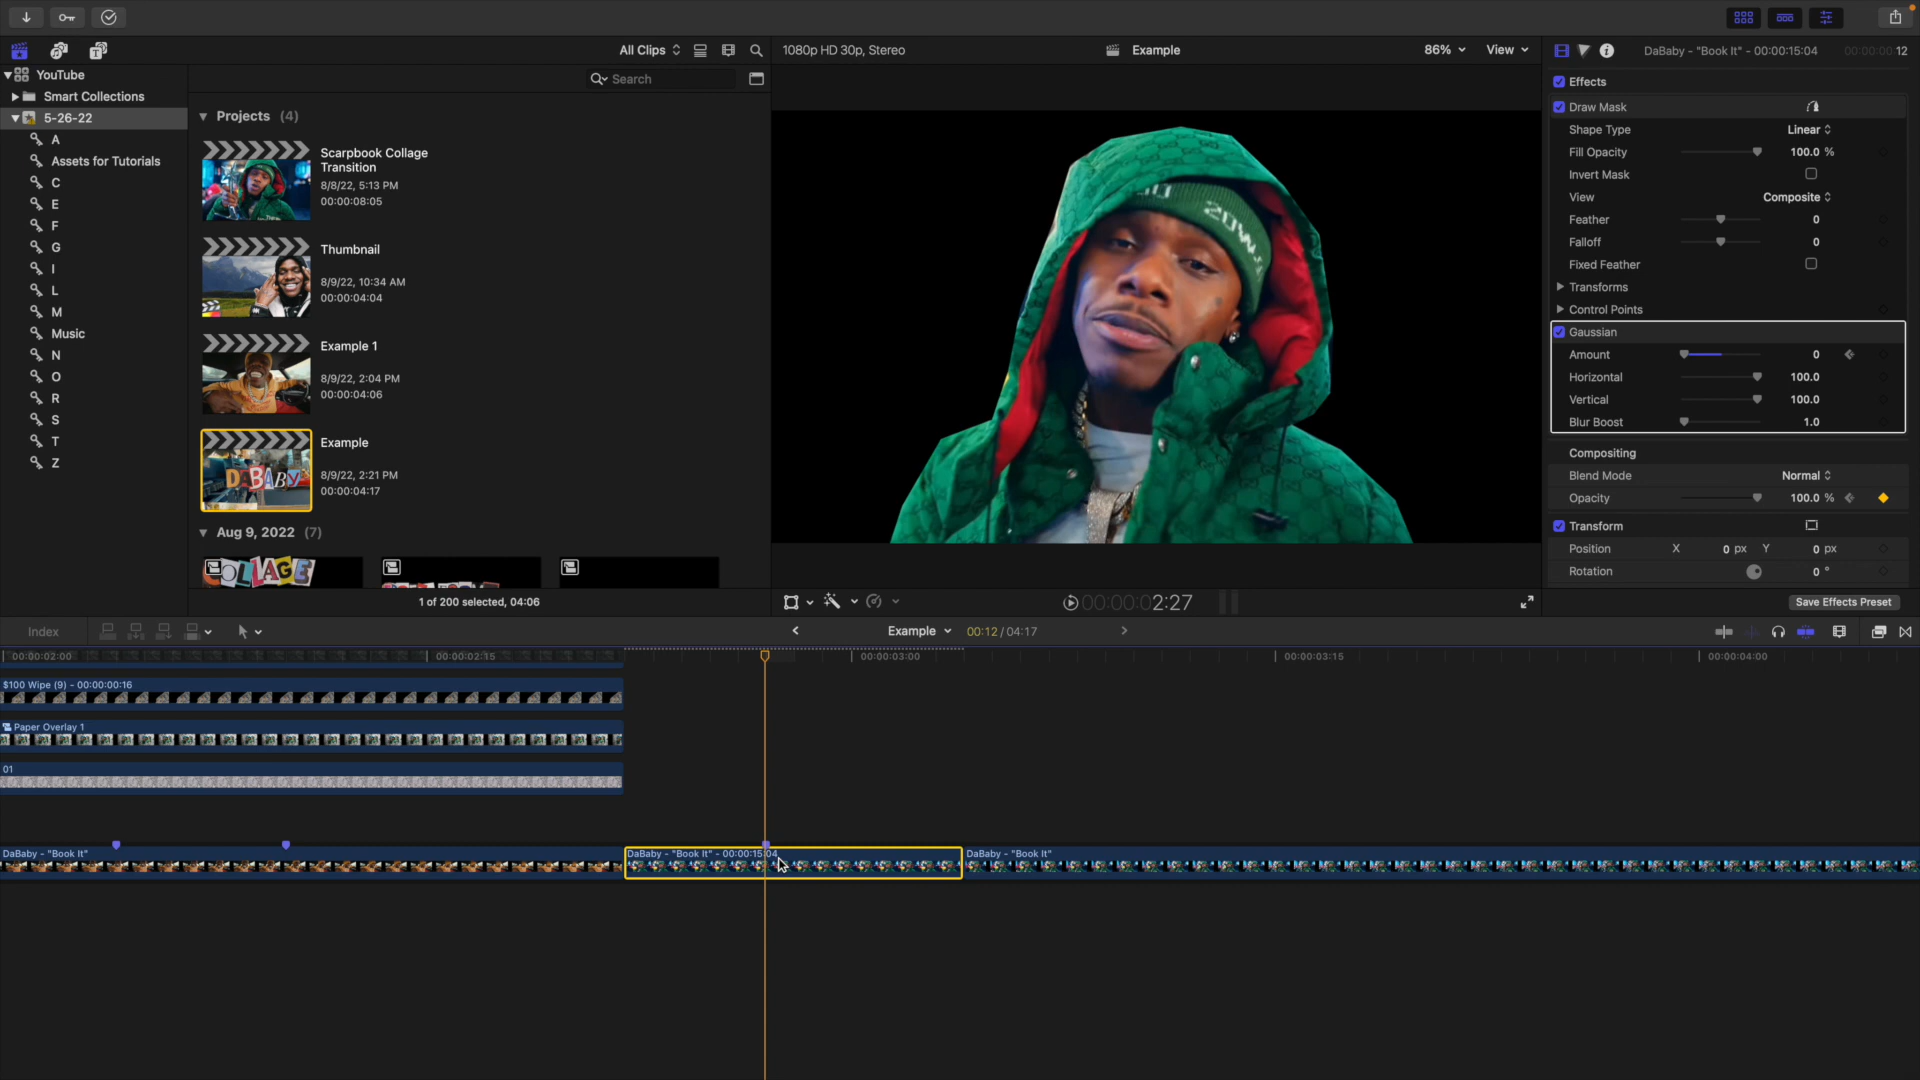 All Clips
1080p HD 30p, Stereo
Example
86%
View
DaBaby - "Book It" - 00:00:15:04
00:00:00:12
YouTube
Search
Effects
Smart Collections
5-26-22
Projects (4)
Draw Mask
A
Shape Type Linear
Assets for Tutorials
Scarpbook Collage
Transition
8/8/22, 5:13 PM
00:00:08:05
Fill Opacity 100.0 %
C
Invert Mask
E
View Composite
F
Feather 0
G
Thumbnail
8/9/22, 10:34 AM
00:00:04:04
Falloff 0
I
Fixed Feather
L
Transforms
M
Control Points
Music
Gaussian
N
Example 1
8/9/22, 2:04 PM
00:00:04:06
Amount 0
O
Horizontal 100.0
R
Vertical 100.0
S
Blur Boost 1.0
T
Example
8/9/22, 2:21 PM
00:00:04:17
DABABY
Compositing
Z
Blend Mode Normal
Opacity 100.0 %
Aug 9, 2022 (7)
Transform
Position X 0 px Y 0 px
COLLAGE
Rotation 0 °
1 of 200 selected, 04:06
00:00:02:27
Save Effects Preset
Index
Example
00:12 / 04:17
00:00:02:00
00:00:02:15
00:00:03:00
00:00:03:15
00:00:04:00
$100 Wipe (9) - 00:00:00:16
Paper Overlay 1
01
DaBaby - "Book It"
DaBaby - "Book It" - 00:00:15:04
DaBaby - "Book It"